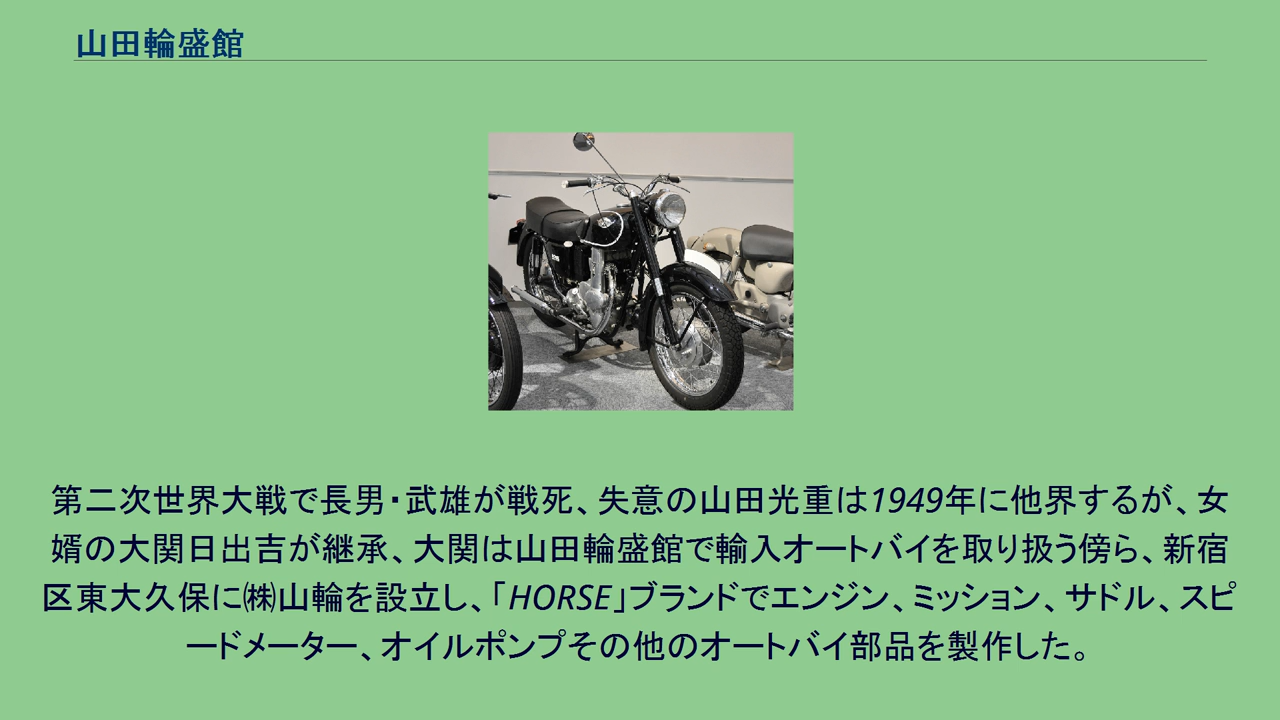 山田輪盛館
第二次世界大戦で長男・武雄が戦死、失意の山田光重は1949年に他界するが、女
婿の大関日出吉が継承、大関は山田輪盛館で輸入オートバイを取り扱う傍ら、新宿
区東大久保に㈱山輪を設立し、「HORSE」ブランドでエンジン、ミッション、サドル、スピ
ードメーター、オイルポンプその他のオートバイ部品を製作した。